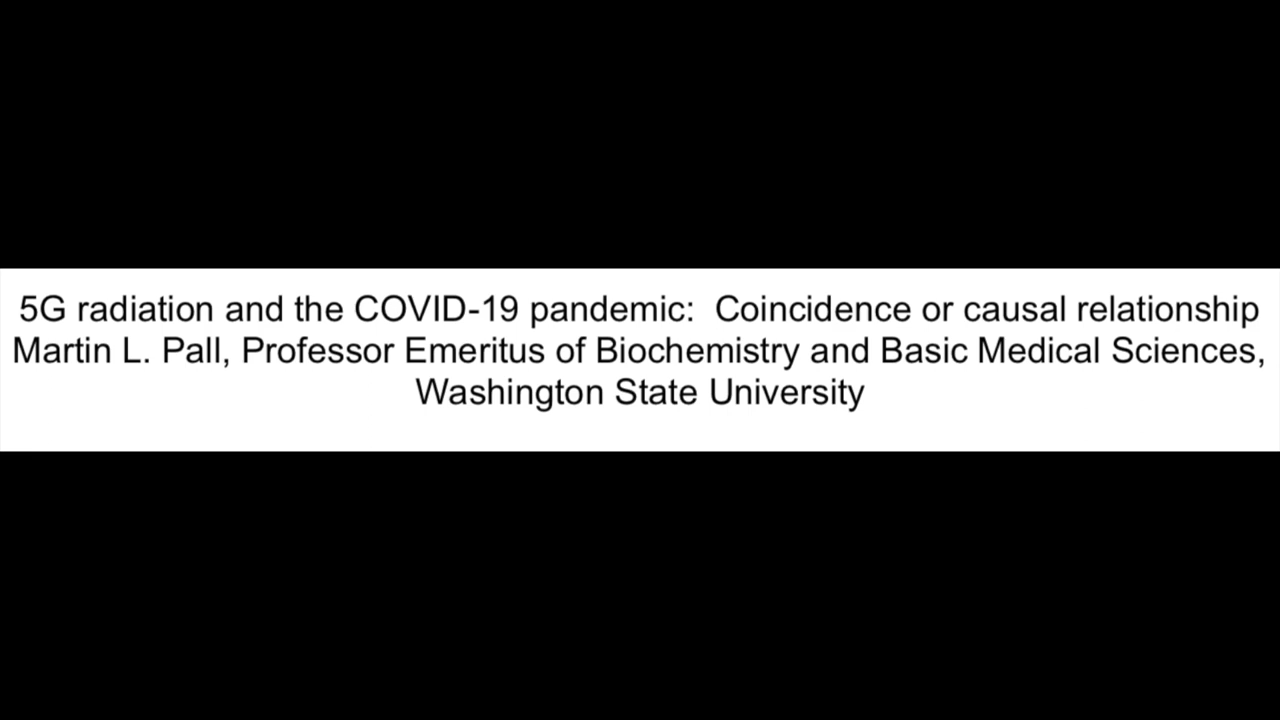 5G radiation and the COVID-19 pandemic:  Coincidence or causal relationship
Martin L. Pall, Professor Emeritus of Biochemistry and Basic Medical Sciences,
Washington State University